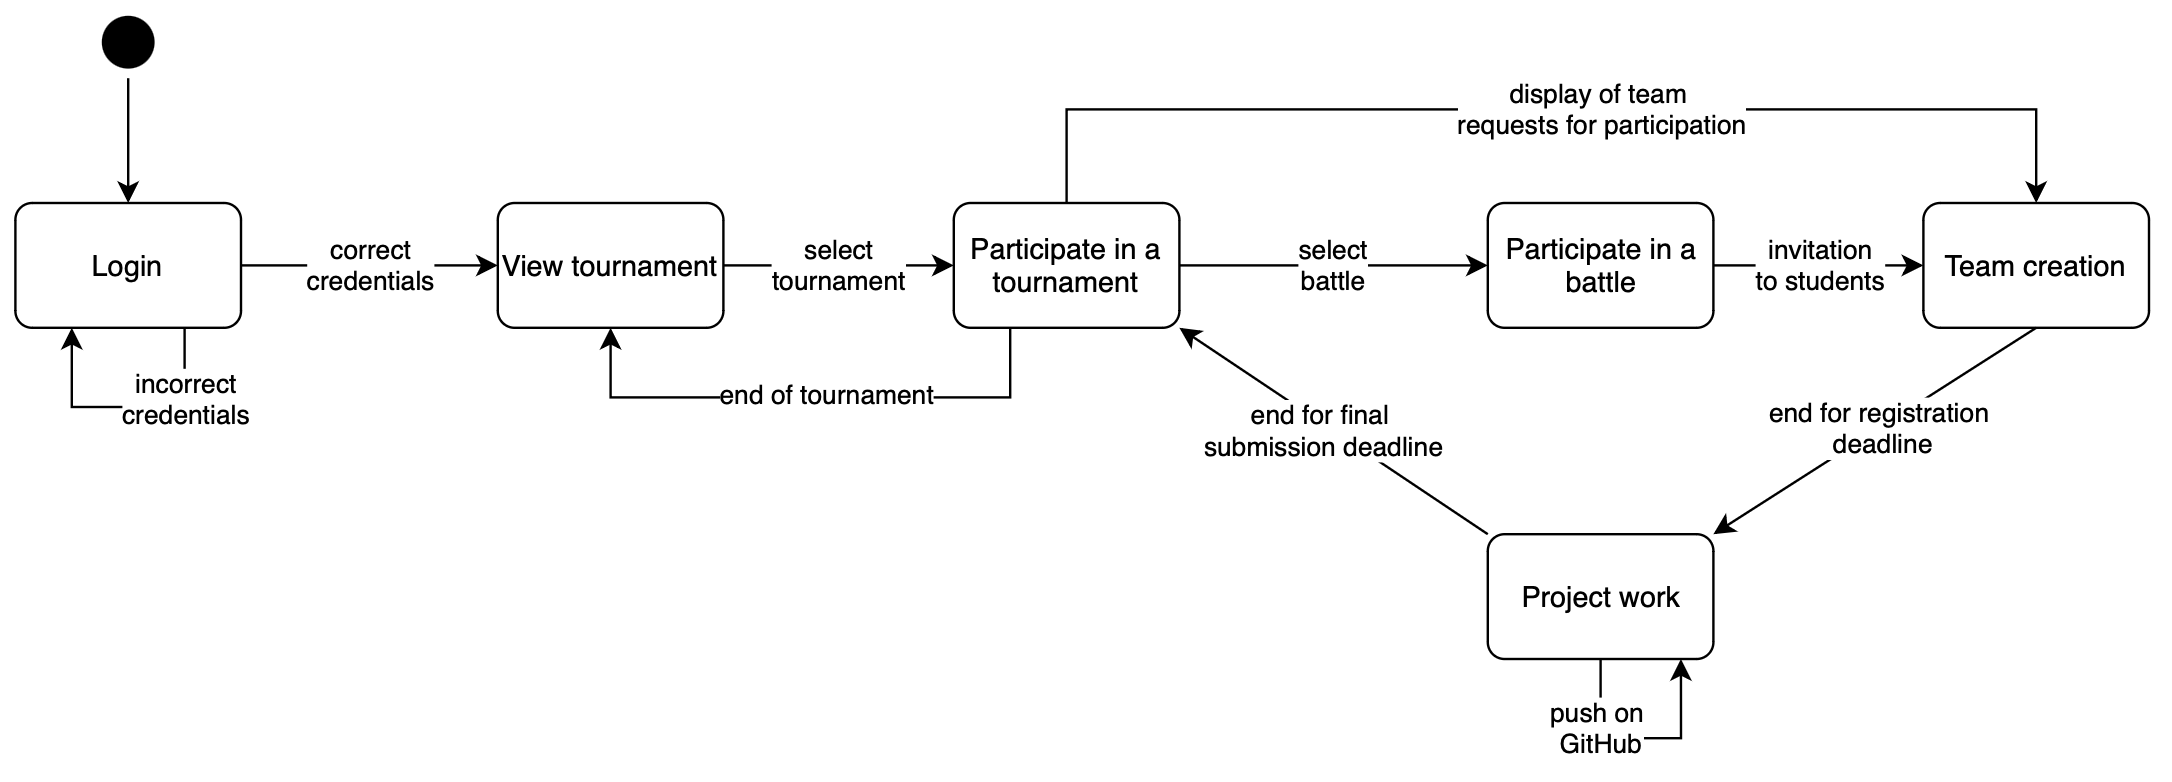 display of team
requests for participation
Login
correct
credentials
View tournament
select
tournament
Participate in a
tournament
select
battle
Participate in a
battle
invitation
to students
Team creation
incorrect
credentials
end of tournament
end for final
submission deadline
end for registration
deadline
Project work
push on
GitHub